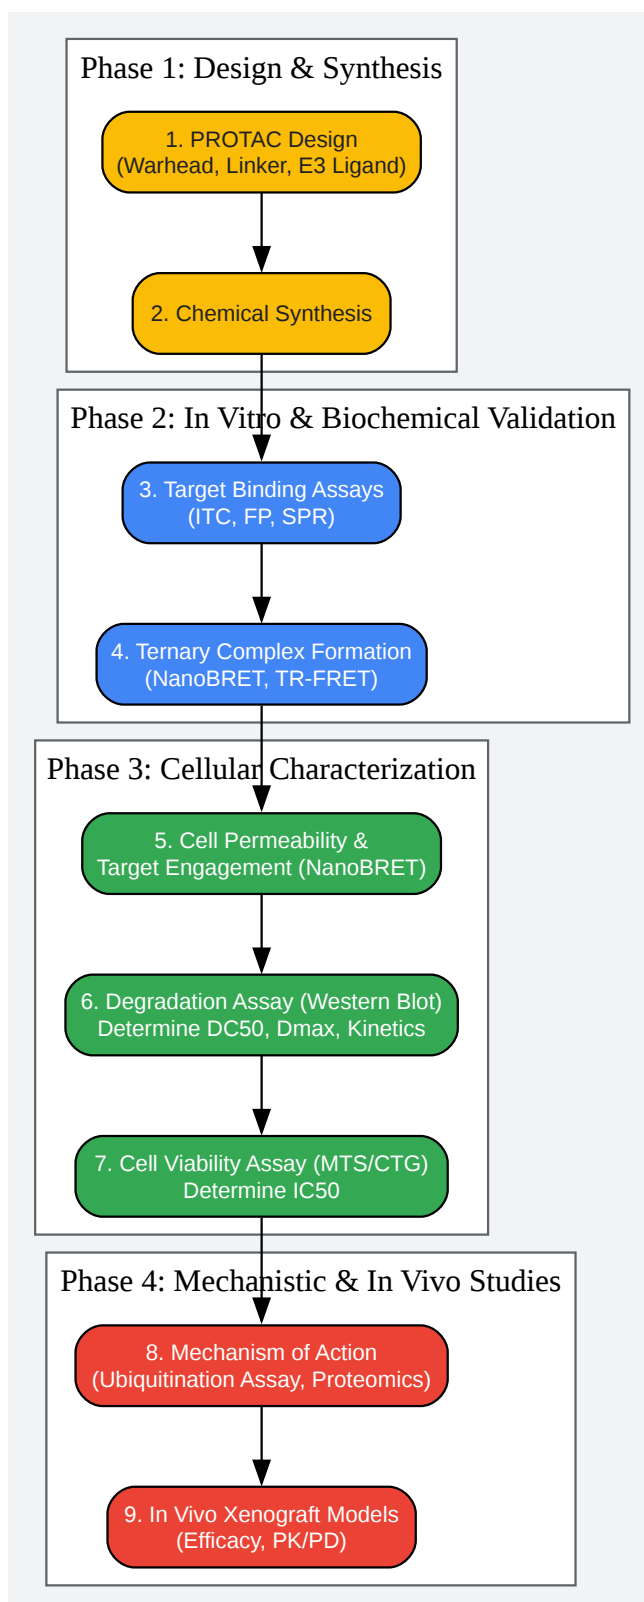 Phase 1: Design & Synthesis
1. PROTAC Design
(Warhead, Linker, E3 Ligand)
2. Chemical Synthesis
Phase 2: In Vitro & Biochemical Validation
3. Target Binding Assays
(ITC, FP, SPR)
4. Ternary Complex Formation
(NanoBRET, TR-FRET)
Phase 3: Cellular Characterization
5. Cell Permeability &
Target Engagement (NanoBRET)
6. Degradation Assay (Western Blot)
Determine DC50, Dmax, Kinetics
7. Cell Viability Assay (MTS/CTG)
Determine IC50
Phase 4: Mechanistic & In Vivo Studies
8. Mechanism of Action
(Ubiquitination Assay, Proteomics)
9. In Vivo Xenograft Models
(Efficacy, PK/PD)